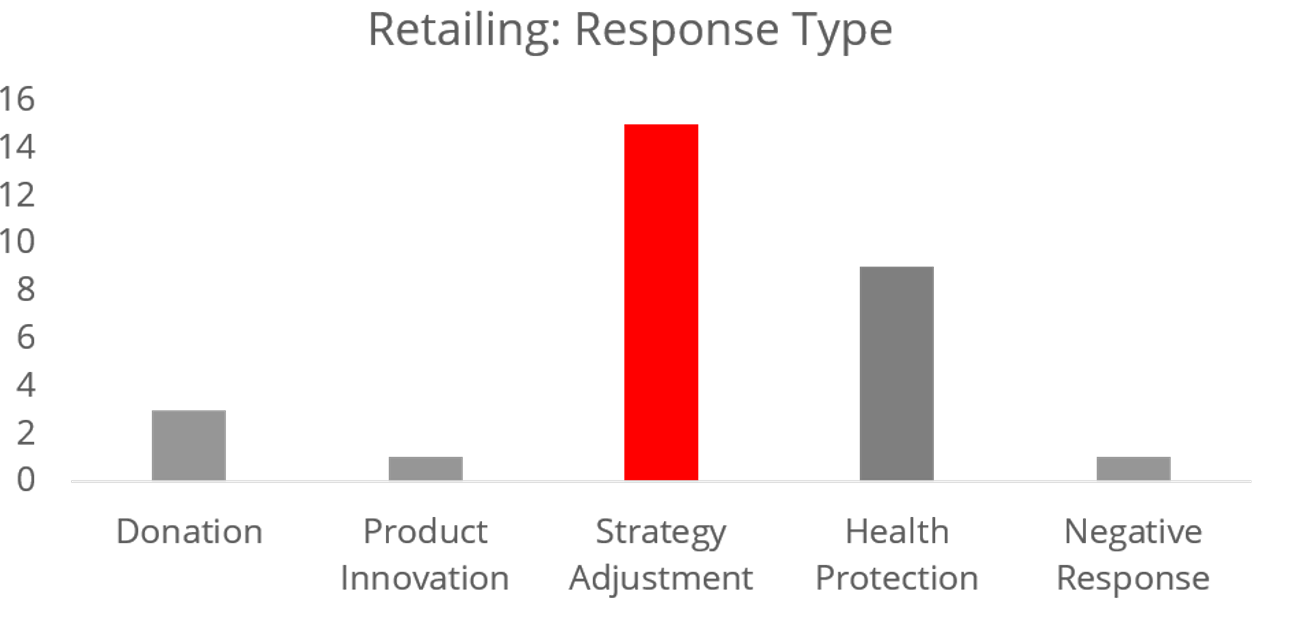 Retailing: Response Type
16
14
12
10
8
6
4
2
0
Donation
Product
Innovation
Strategy
Adjustment
Health
Protection
Negative
Response